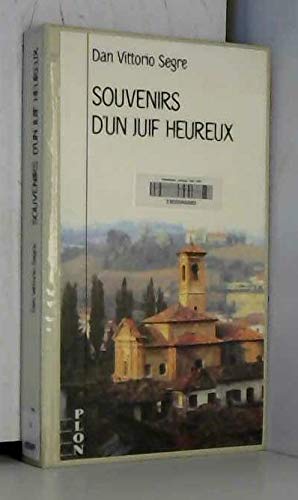 Dan Vittorio Segre
SOUVENIRS
D'UN JUIF HEUREUX
PLON
Dan Vittorio Segre
SOUVENIRS D'UN JUIF HEUREUX